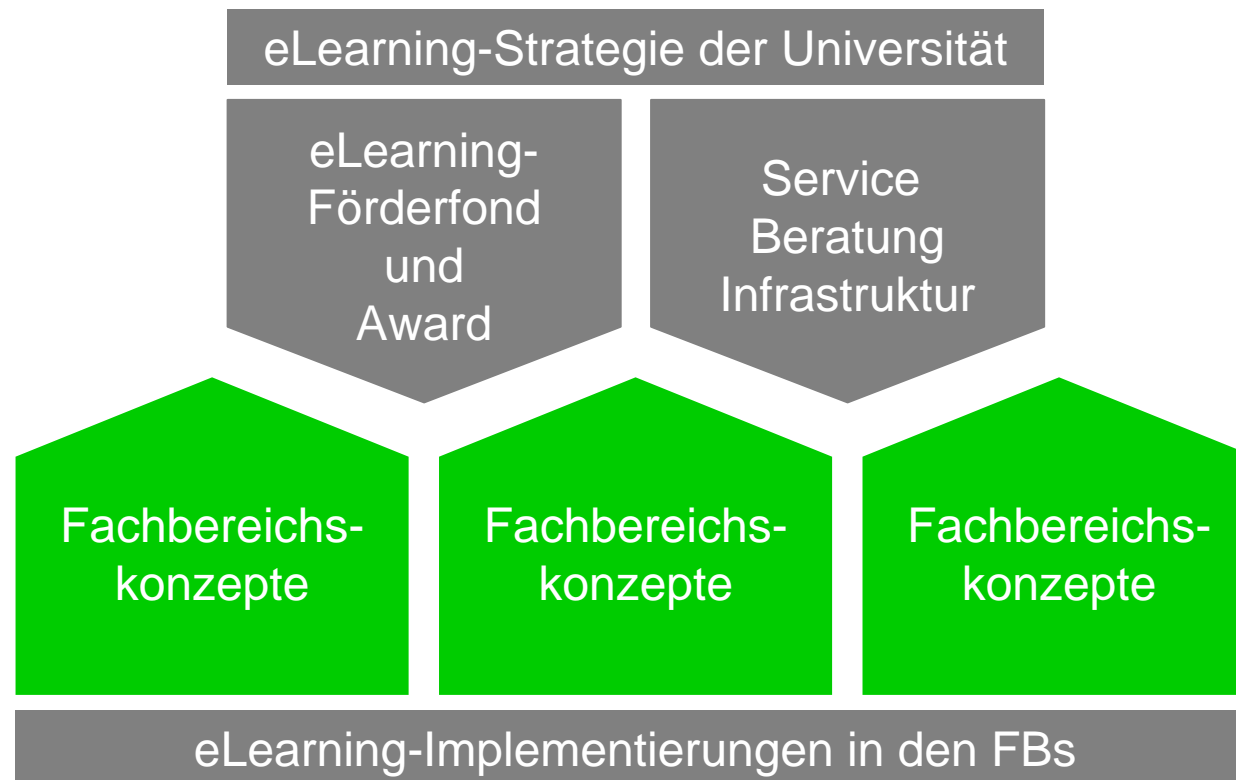 eLearning-Strategie der Universität
eLearning-
Förderfond
und
Award
Service
Beratung
Infrastruktur
Fachbereichs-
konzepte
Fachbereichs-
konzepte
Fachbereichs-
konzepte
eLearning-Implementierungen in den FBs